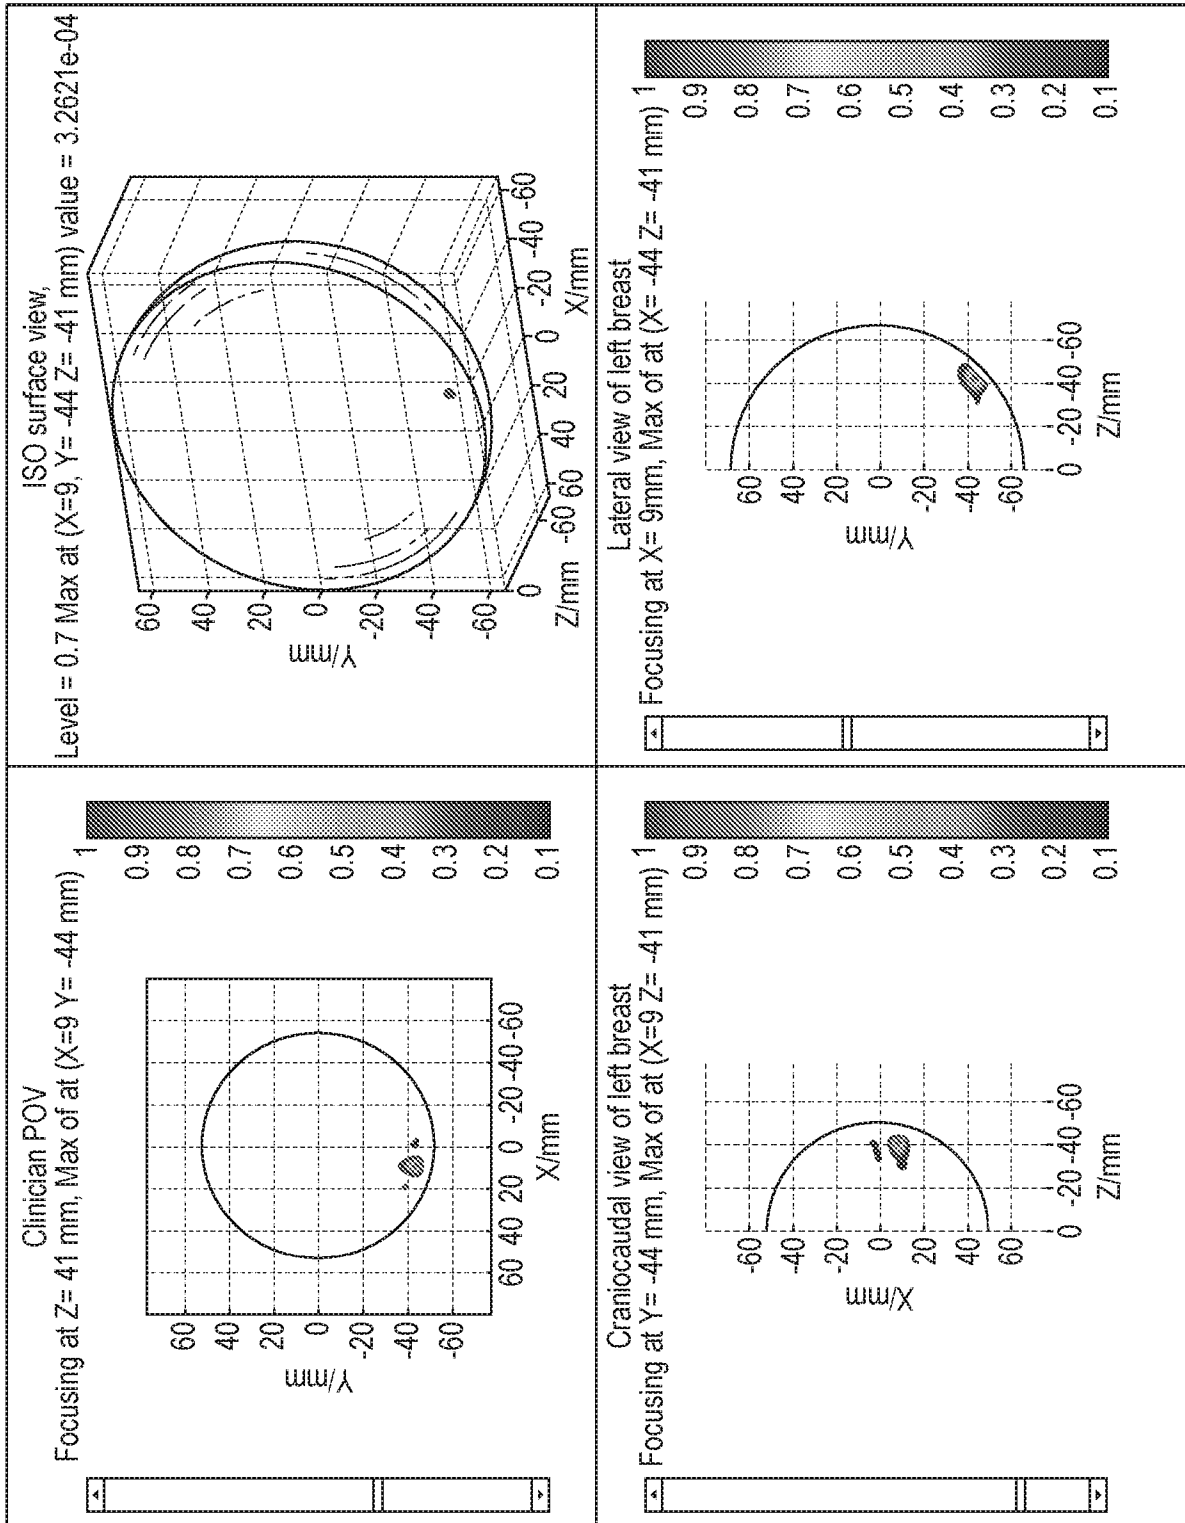 Clinician POV
Focusing at Z= 41 mm, Max of at (X=9 Y= -44 mm)
1
0.9
0.8
0.7
0.6
0.5
0.4
0.3
0.2
0.1
60
40
20
0
-20
-40
-60
Y/mm
60 40 20 0 -20 -40 -60
X/mm
ISO surface view,
Level = 0.7 Max at (X=9, Y= -44 Z= -41 mm) value = 3.2621e-04
60
40
20
0
-20
-40
-60
Y/mm
0
-60
Z/mm
60 40 20 0 -20 -40 -60
X/mm
Craniocaudal view of left breast
Focusing at Y= -44 mm, Max of at (X=9 Z= -41 mm)
1
0.9
0.8
0.7
0.6
0.5
0.4
0.3
0.2
0.1
-60
-40
-20
0
20
40
60
X/mm
0 -20 -40 -60
Z/mm
Lateral view of left breast
Focusing at X= 9mm, Max of at (X= -44 Z= -41 mm)
1
0.9
0.8
0.7
0.6
0.5
0.4
0.3
0.2
0.1
60
40
20
0
-20
-40
-60
Y/mm
0 -20 -40 -60
Z/mm